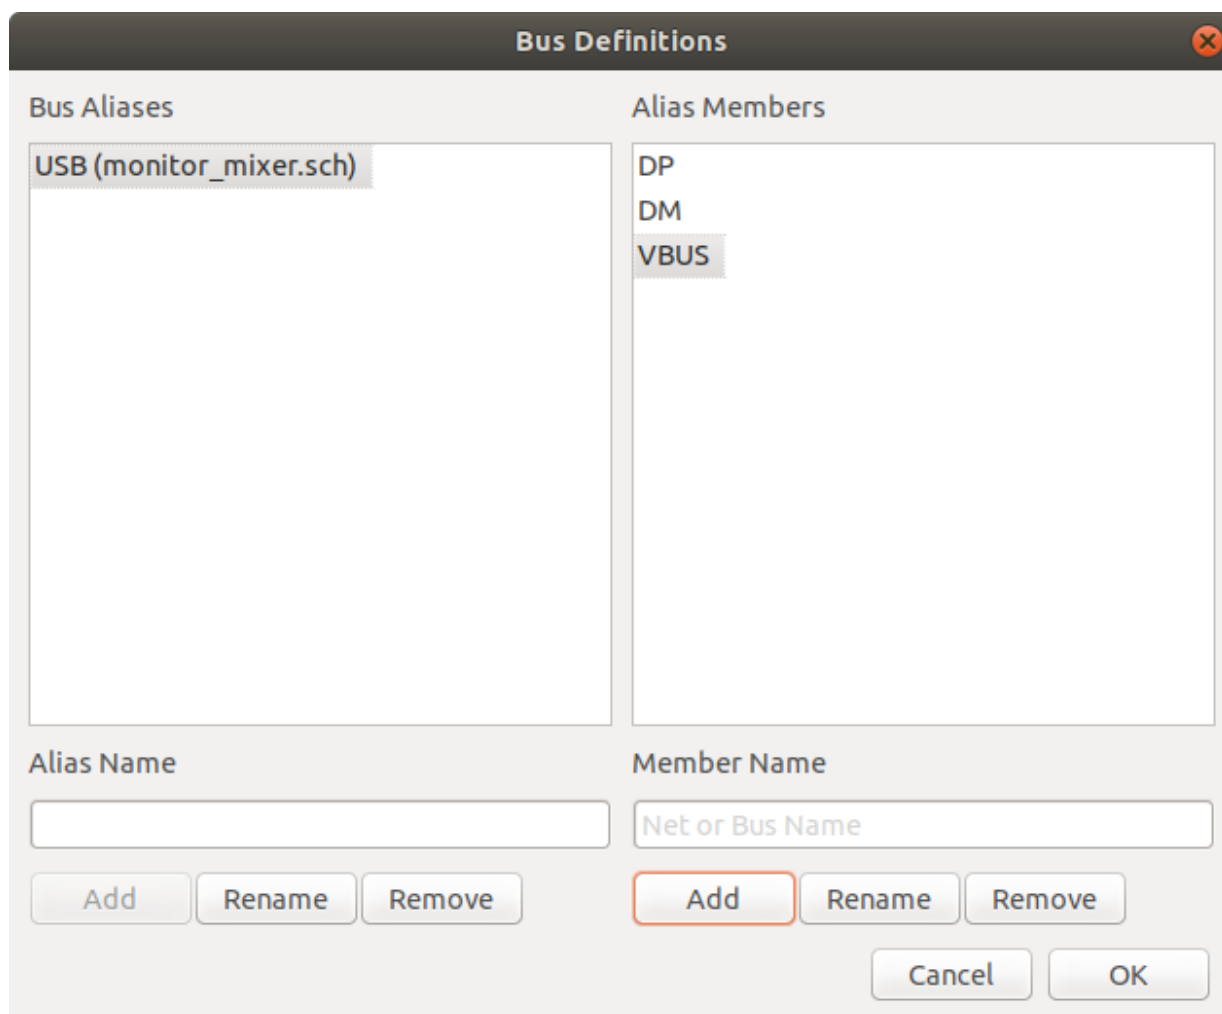 Bus Definitions
Bus Aliases
Alias Members
USB (monitor_mixer.sch)
DP
DM
VBUS
Alias Name
Member Name
Net or Bus Name
Add Rename Remove
Add Rename Remove
Cancel OK